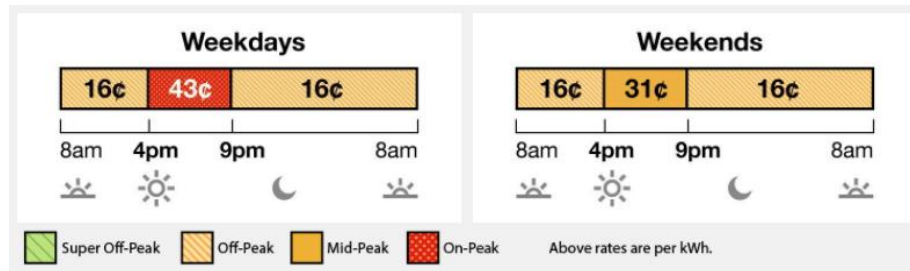 Weekdays
16¢ 43¢ 16¢
8am 4pm 9pm 8am
Weekends
16¢ 31¢ 16¢
8am 4pm 9pm 8am
Super Off-Peak Off-Peak Mid-Peak On-Peak Above rates are per kWh.